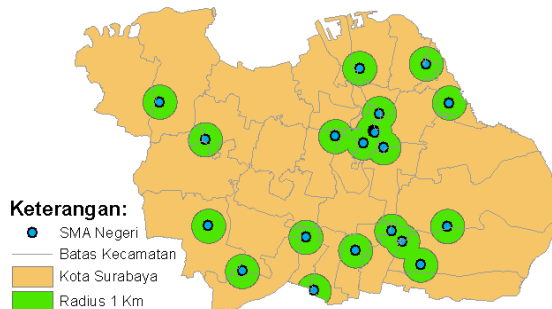 Keterangan:
SMA Negeri
Batas Kecamatan
Kota Surabaya
Radius 1 Km